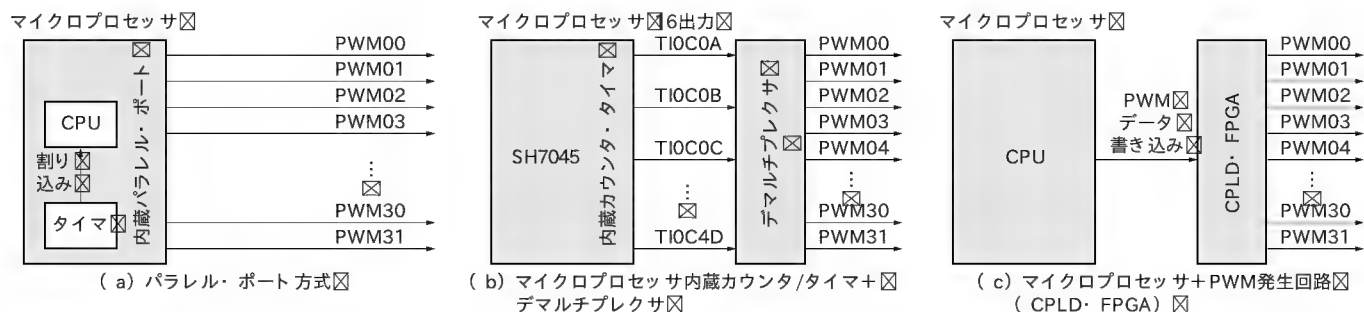 マイクロプロセッサ
CPU
割り
込み
タイマ
内蔵パラレル・ポート
PWM00
PWM01
PWM02
PWM03
…
PWM30
PWM31
(a)パラレル・ポート方式
マイクロプロセッサ
16出力
SH7045
内蔵カウンタ・タイマ
TI0C0A
TI0C0B
TI0C0C
…
TI0C4D
デマルチプレクサ
PWM00
PWM01
PWM02
PWM03
PWM04
…
PWM30
PWM31
(b)マイクロプロセッサ内蔵カウンタ/タイマ+
デマルチプレクサ
マイクロプロセッサ
CPU
PWM
データ
書き込み
CPLD・FPGA
PWM00
PWM01
PWM02
PWM03
PWM04
…
PWM30
PWM31
(c)マイクロプロセッサ+PWM発生回路
(CPLD・FPGA)